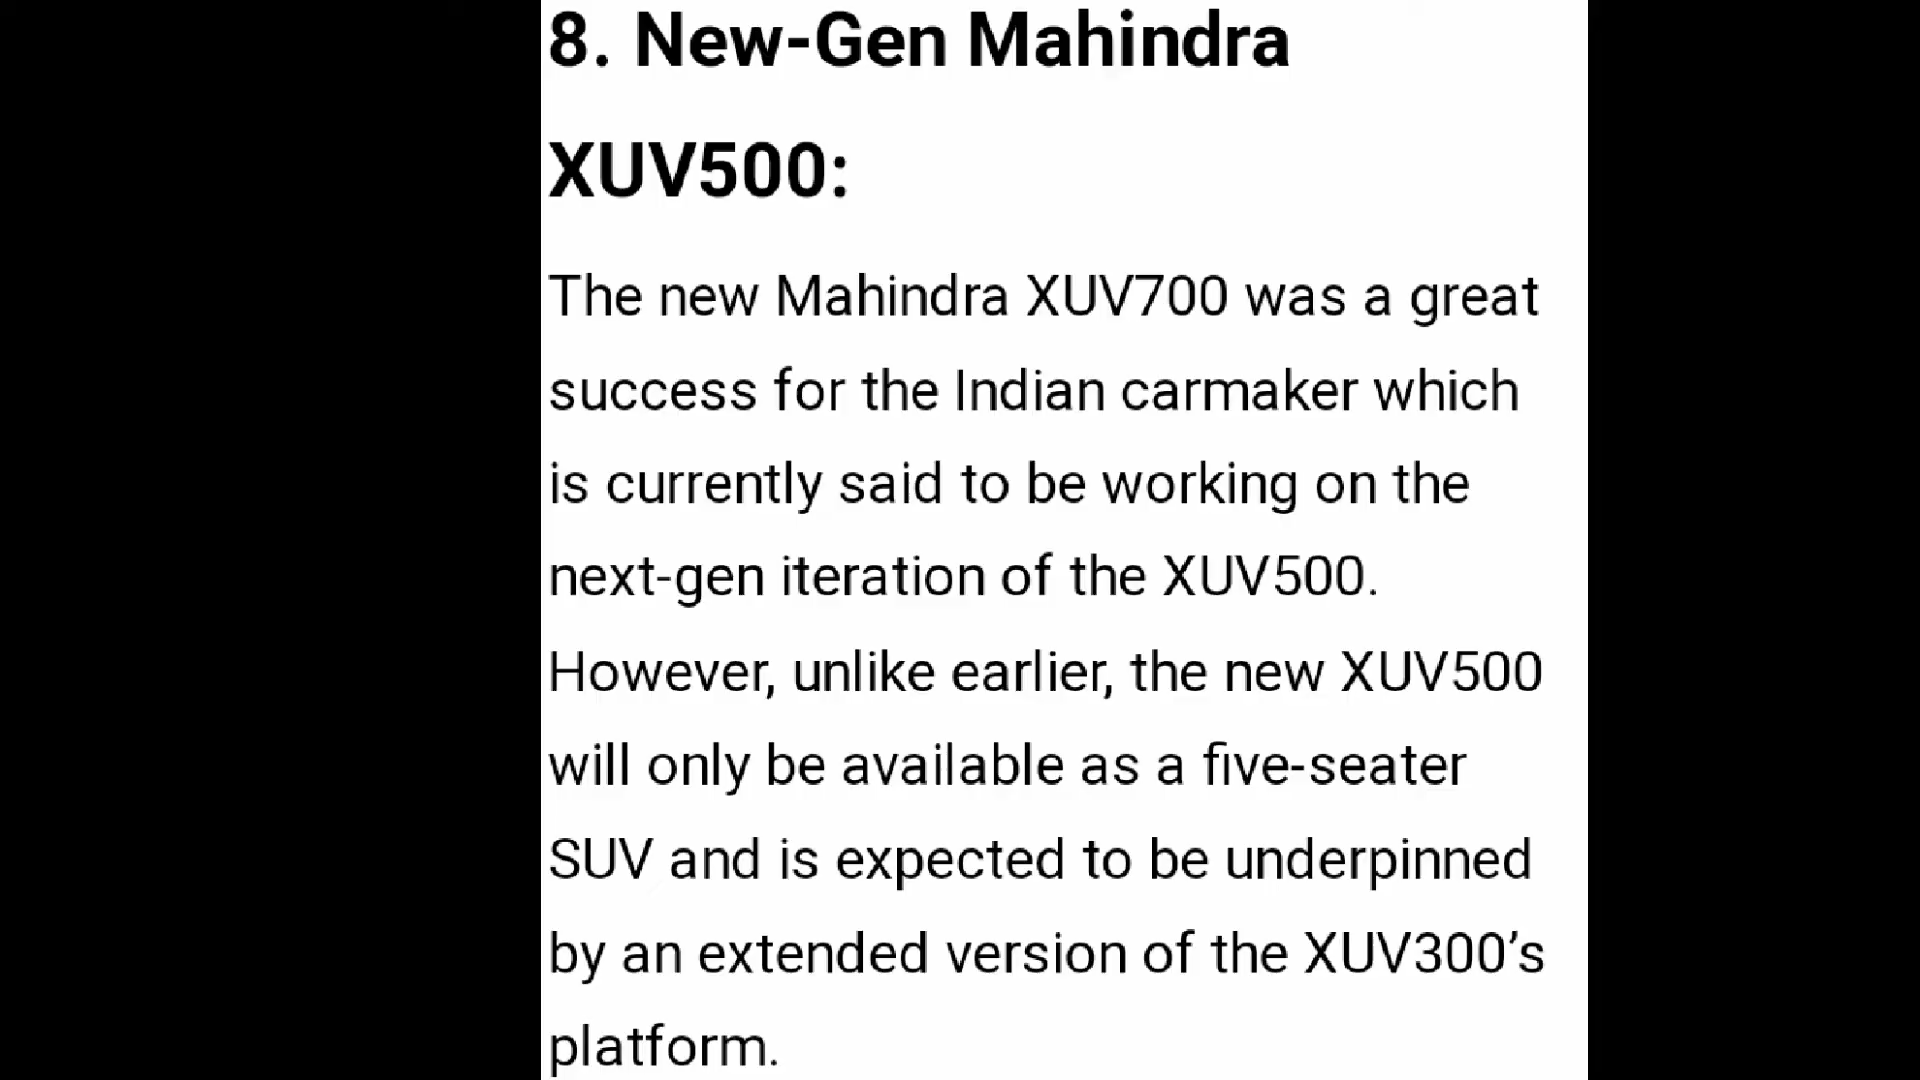 8. New-Gen Mahindra
XUV500:
The new Mahindra XUV700 was a great
success for the Indian carmaker which
is currently said to be working on the
next-gen iteration of the XUV500.
However, unlike earlier, the new XUV500
will only be available as a five-seater
SUV and is expected to be underpinned
by an extended version of the XUV300’s
platform.